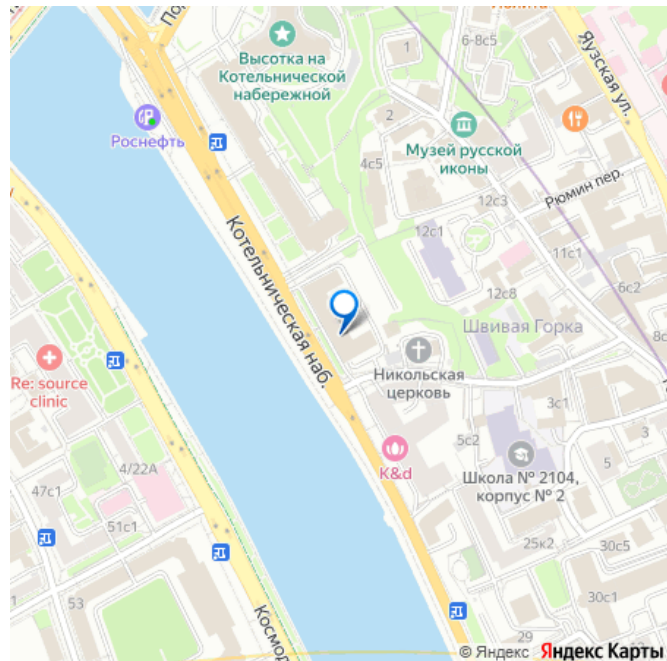 6-8с5
Яузская ул.
1
Высотка на
Котельнической
набережной
2
Роснефть
Музей русской
иконы
4с5
Рюмин пер.
12с3
12с1
11с1
Котельническая наб.
12с8
6с2
Швивая Горка
Никольская
церковь
Re: source
clinic
3с1
3
K&d
5с2
5
4/22А
Школа № 2104,
корпус № 2
47с1
51с1
25к2
30с5
53
30с1
29
© Яндекс Яндекс Карты